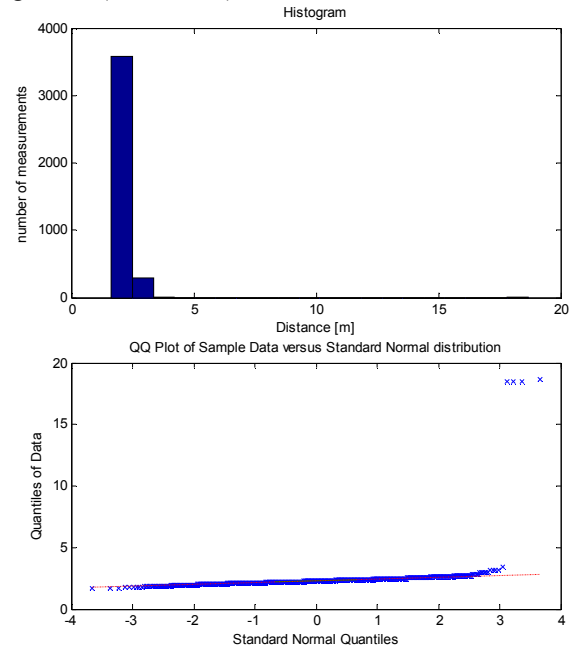 Histogram
4000
3000
2000
1000
0
number of measurements
0 5 10 15 20
Distance [m]
QQ Plot of Sample Data versus Standard Normal distribution
20
15
10
5
0
Quantiles of Data
-4 -3 -2 -1 0 1 2 3 4
Standard Normal Quantiles